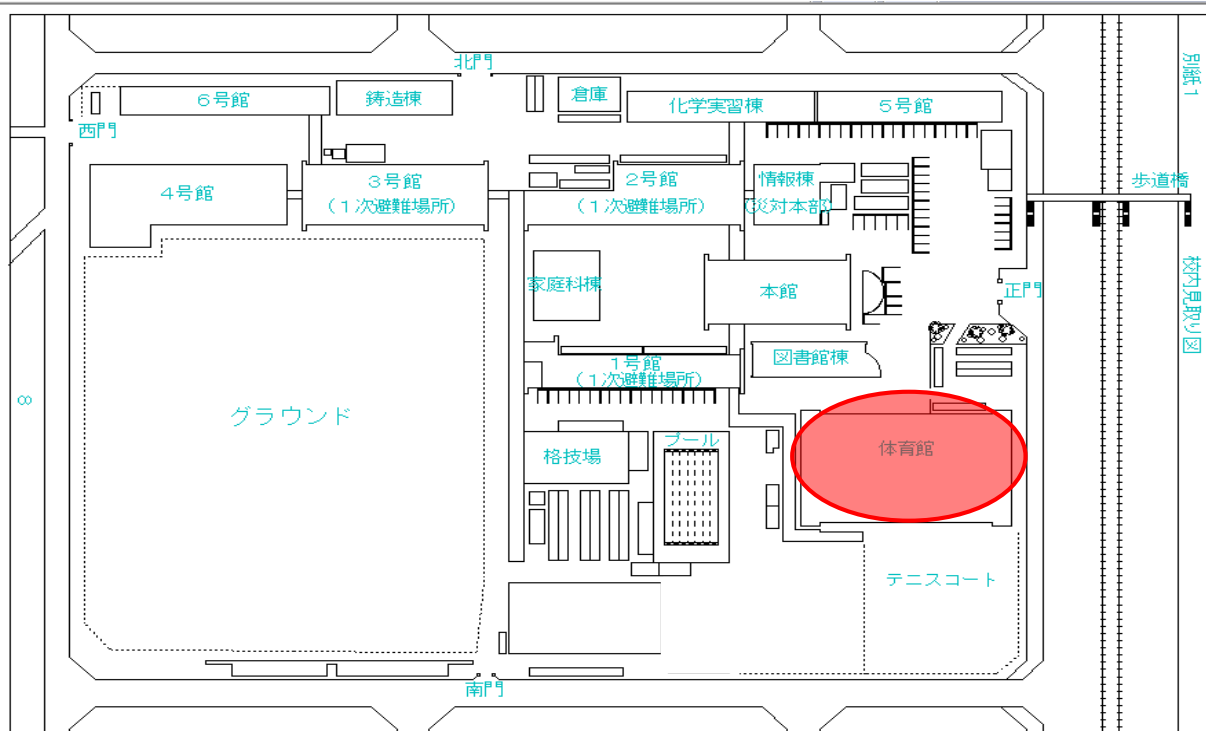 北門
別紙1
6号館
鋳造棟
倉庫
化学実習棟
5号館
西門
4号館
3号館
(1次避難場所)
2号館
(1次避難場所)
情報棟
(災対本部)
歩道橋
家庭科棟
本館
正門
校内見取り図
1号館
(1次避難場所)
図書館棟
∞
グラウンド
格技場
プール
体育館
テニスコート
南門